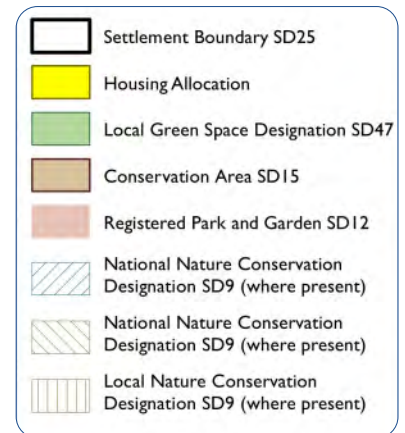 Settlement Boundary SD25
Housing Allocation
Local Green Space Designation SD47
Conservation Area SD15
Registered Park and Garden SD12
National Nature Conservation
Designation SD9 (where present)
National Nature Conservation
Designation SD9 (where present)
Local Nature Conservation
Designation SD9 (where present)